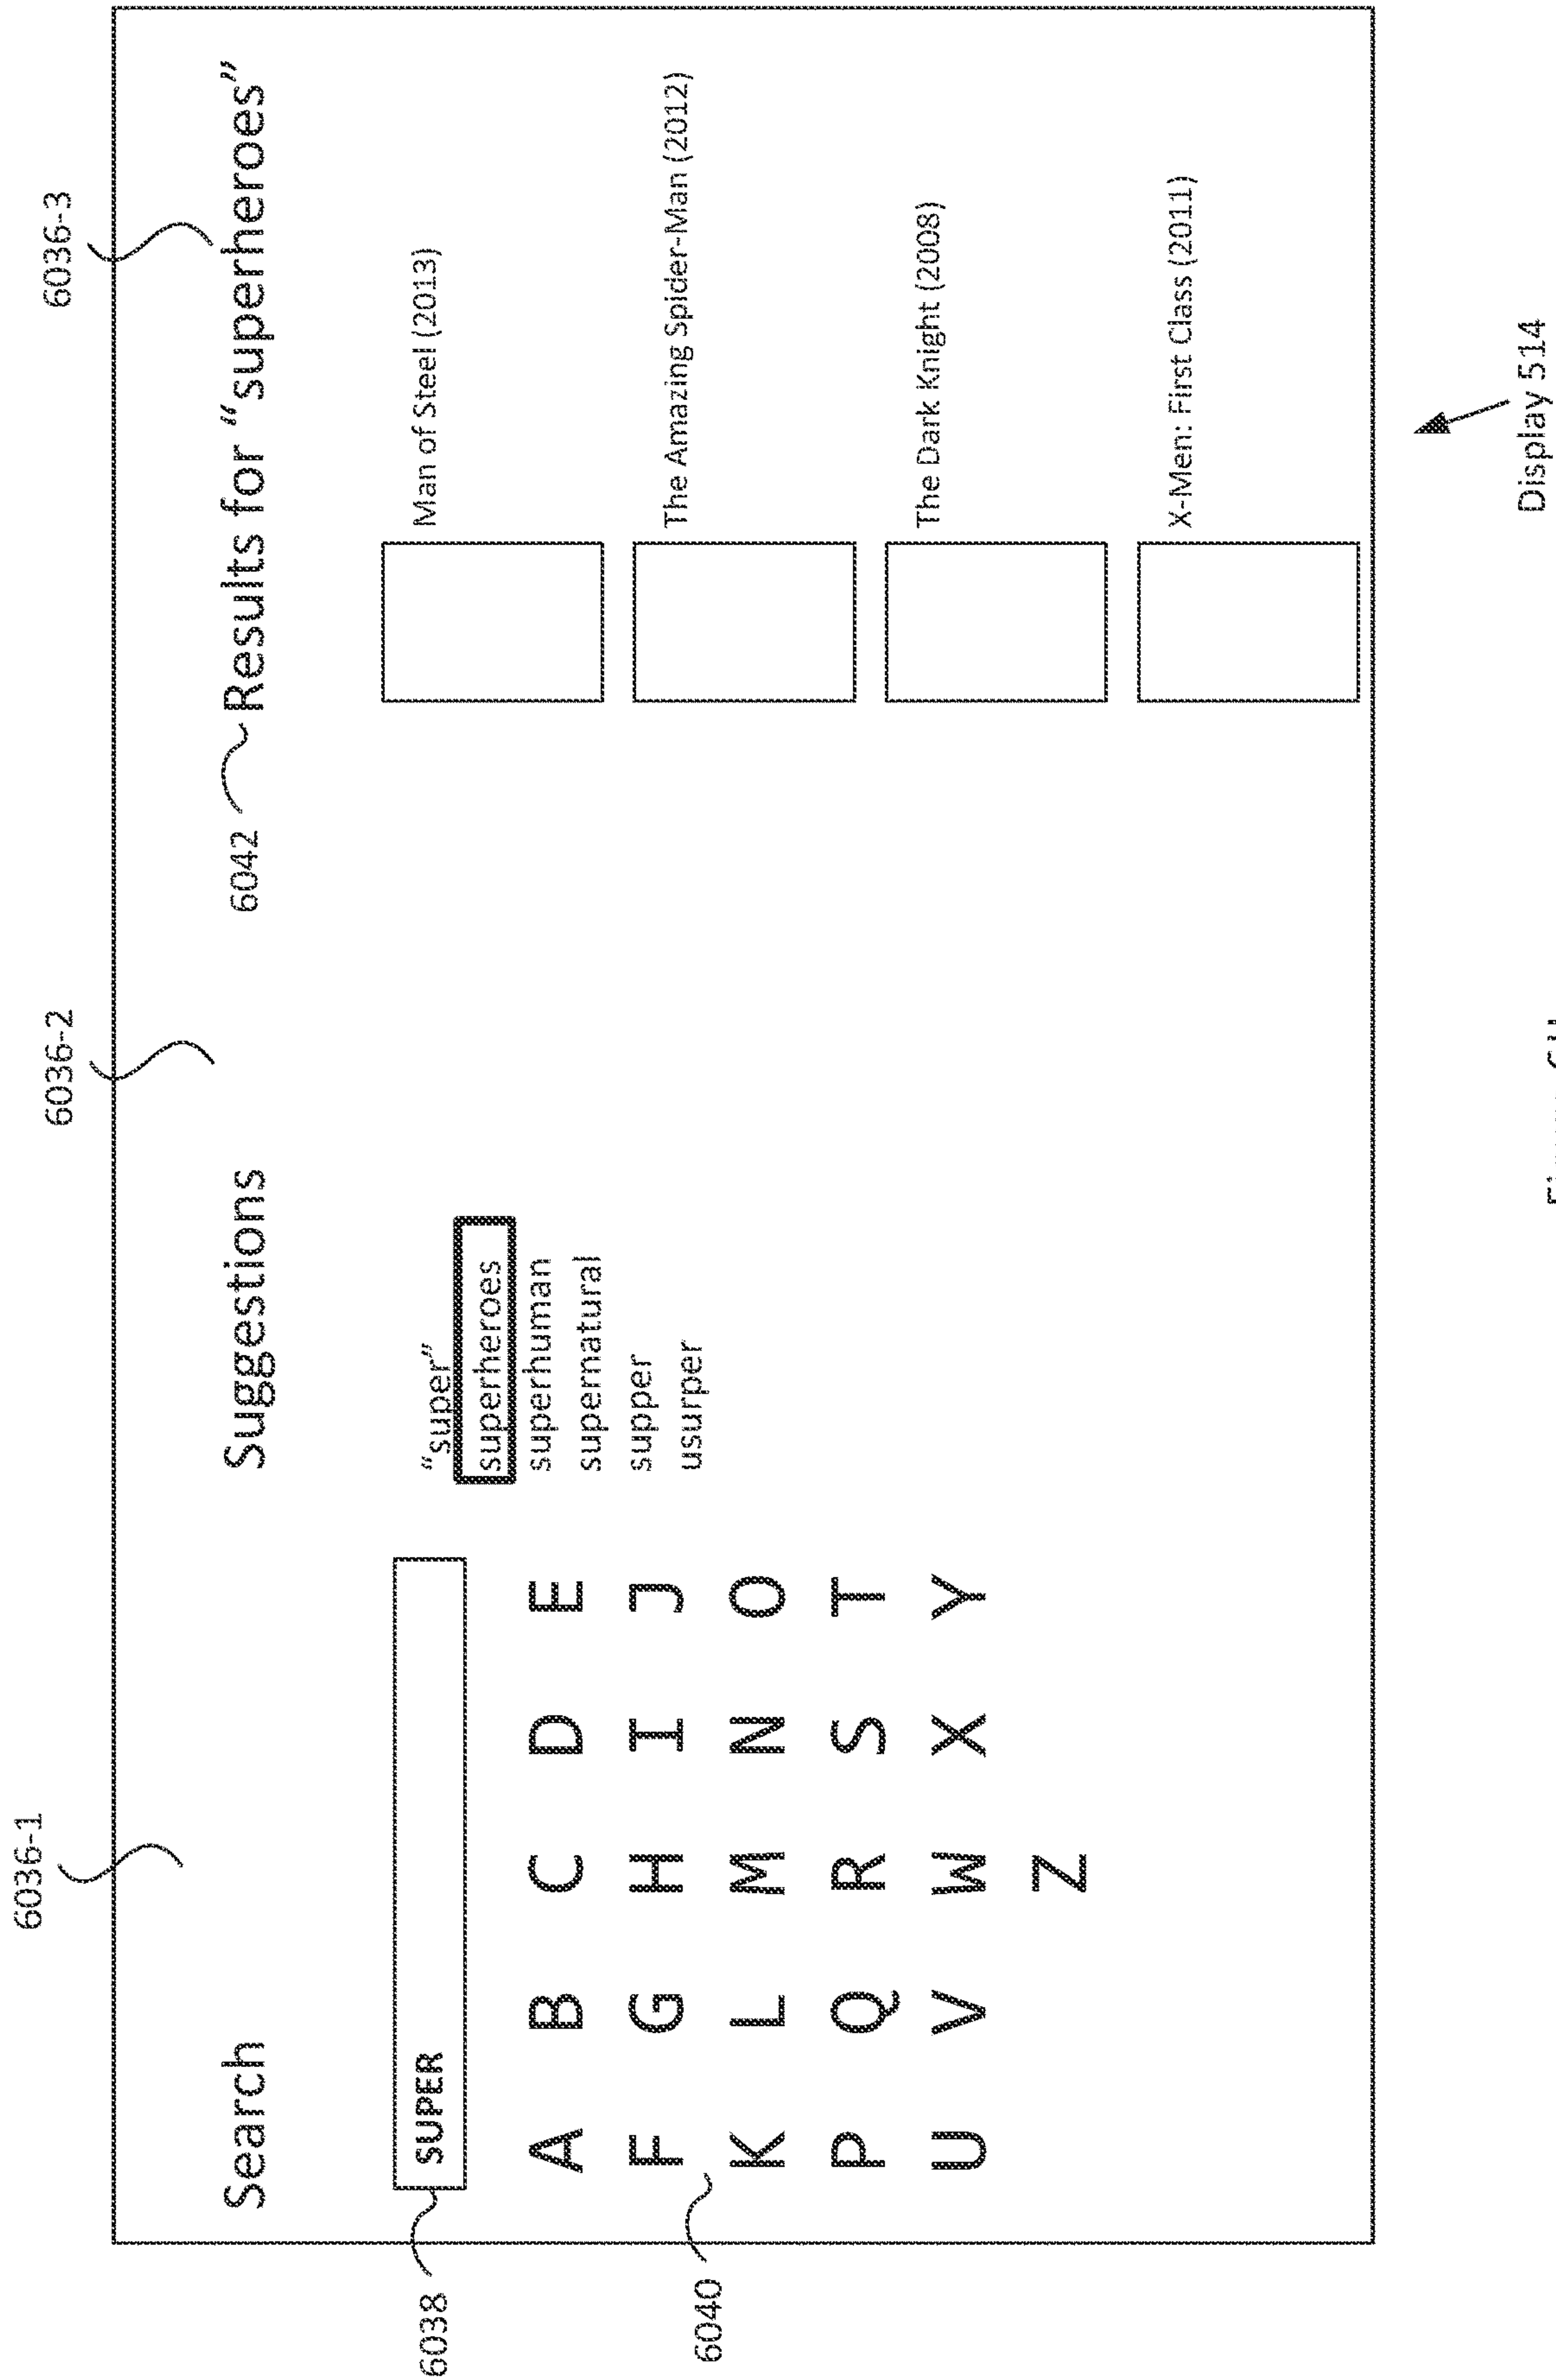 6036-1
6036-2
6036-3
Search
Suggestions
6042
Results for “superheroes”
6038
SUPER
A B C D E
F G H I J
K L M N O
P Q R S T
U V W X Y
Z
6040
“super”
superheroes
superhuman
supernatural
supper
usurper
Man of Steel (2013)
The Amazing Spider-Man (2012)
The Dark Knight (2008)
X-Men: First Class (2011)
Display 514